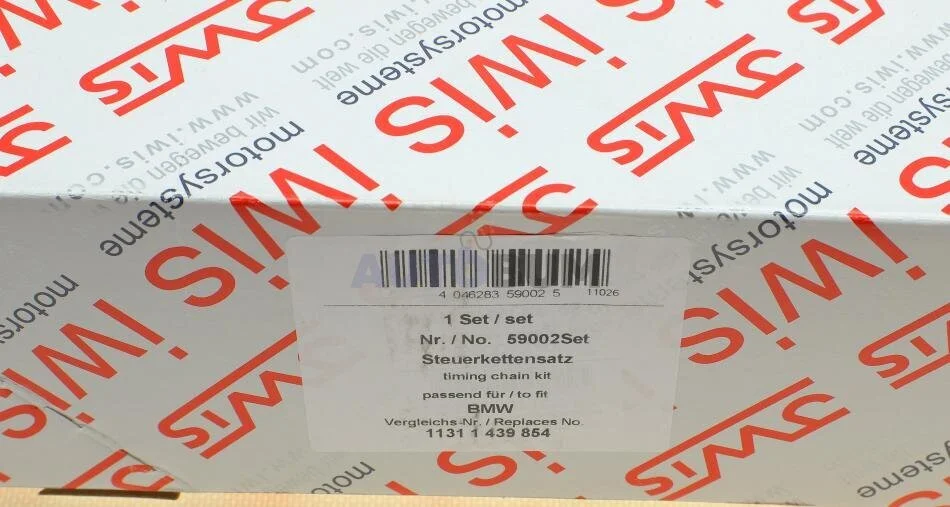 iwis
motorsysteme
wir bewegen die welt
www.iwis.com
4 046283 59002 5 11026
1 Set / set
Nr. / No. 59002Set
Steuerkettensatz
timing chain kit
passend für / to fit
BMW
Vergleichs-Nr. / Replaces No.
1131 1 439 854